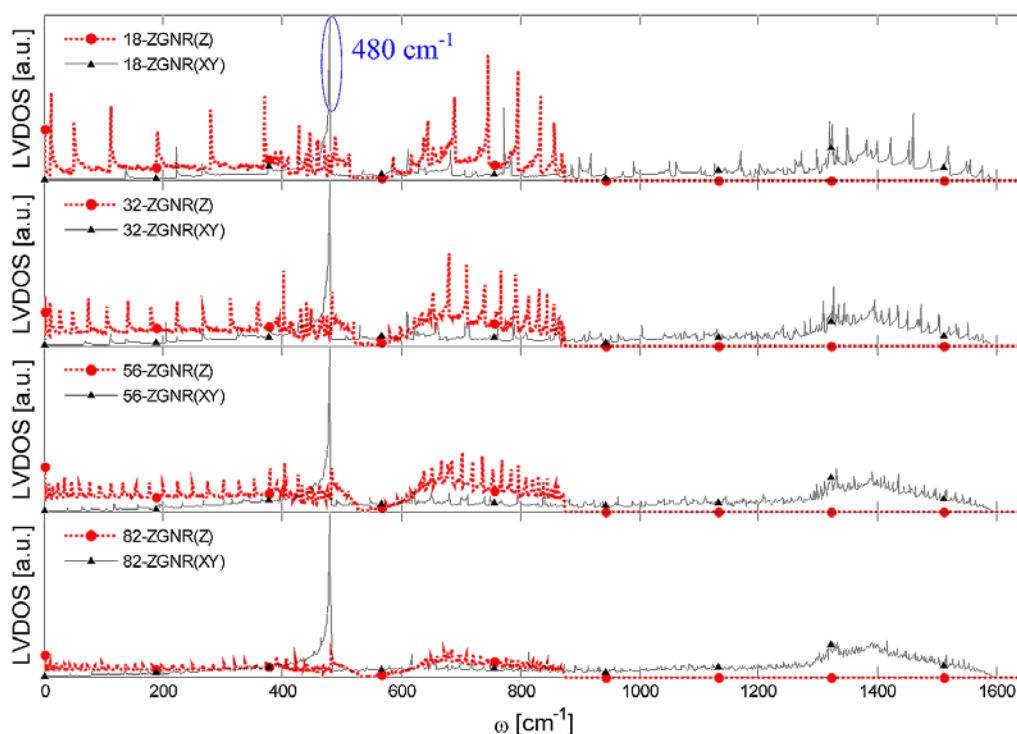 LVDOS [a.u.]
18-ZGNR(Z)
18-ZGNR(XY)
480 cm⁻¹
LVDOS [a.u.]
32-ZGNR(Z)
32-ZGNR(XY)
LVDOS [a.u.]
56-ZGNR(Z)
56-ZGNR(XY)
LVDOS [a.u.]
82-ZGNR(Z)
82-ZGNR(XY)
0 200 400 600 800 1000 1200 1400 1600
ω [cm⁻¹]